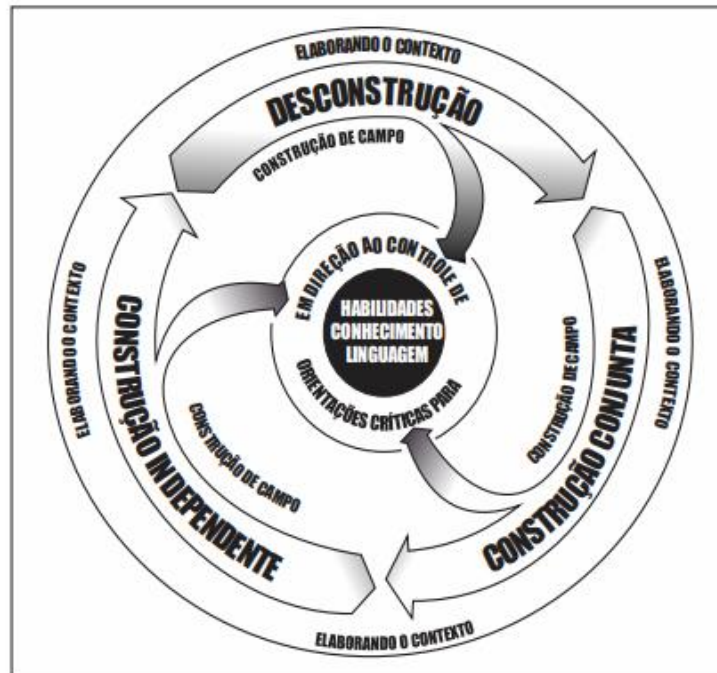 ELABORANDO O CONTEXTO
DESCONSTRUÇÃO
CONSTRUÇÃO DE CAMPO
ELABORANDO O CONTEXTO
CONSTRUÇÃO CONJUNTA
CONSTRUÇÃO DE CAMPO
ELABORANDO O CONTEXTO
CONSTRUÇÃO INDEPENDENTE
CONSTRUÇÃO DE CAMPO
ELABORANDO O CONTEXTO
EM DIREÇÃO AO CONTROLE DE
HABILIDADES
CONHECIMENTO
LINGUAGEM
ORIENTAÇÕES CRÍTICAS PARA